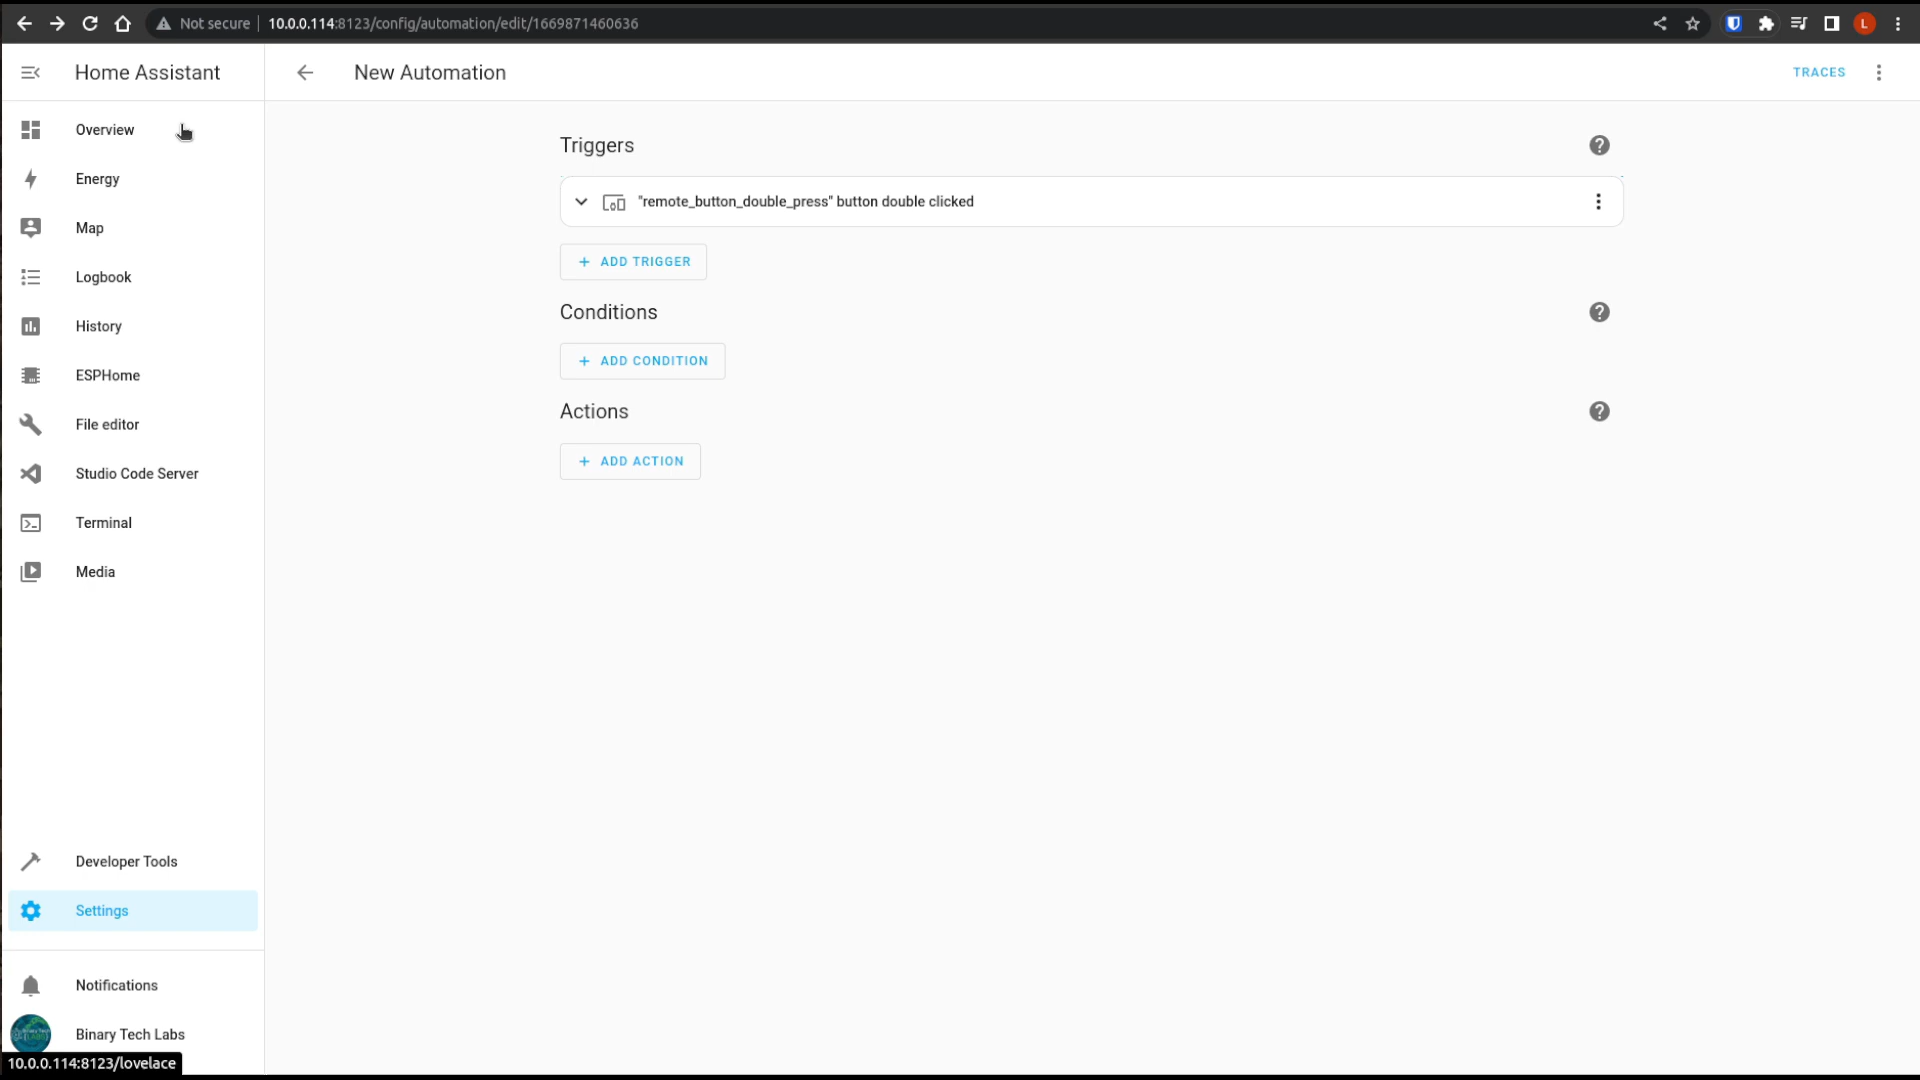 Not secure
10.0.0.114:8123/config/automation/edit/1669871460636
L
Home Assistant
New Automation
TRACES
Overview
Energy
Map
Logbook
History
ESPHome
File editor
Studio Code Server
Terminal
Media
Developer Tools
Settings
Notifications
Binary Tech Labs
Triggers
"remote_button_double_press" button double clicked
+ ADD TRIGGER
Conditions
+ ADD CONDITION
Actions
+ ADD ACTION
10.0.0.114:8123/lovelace